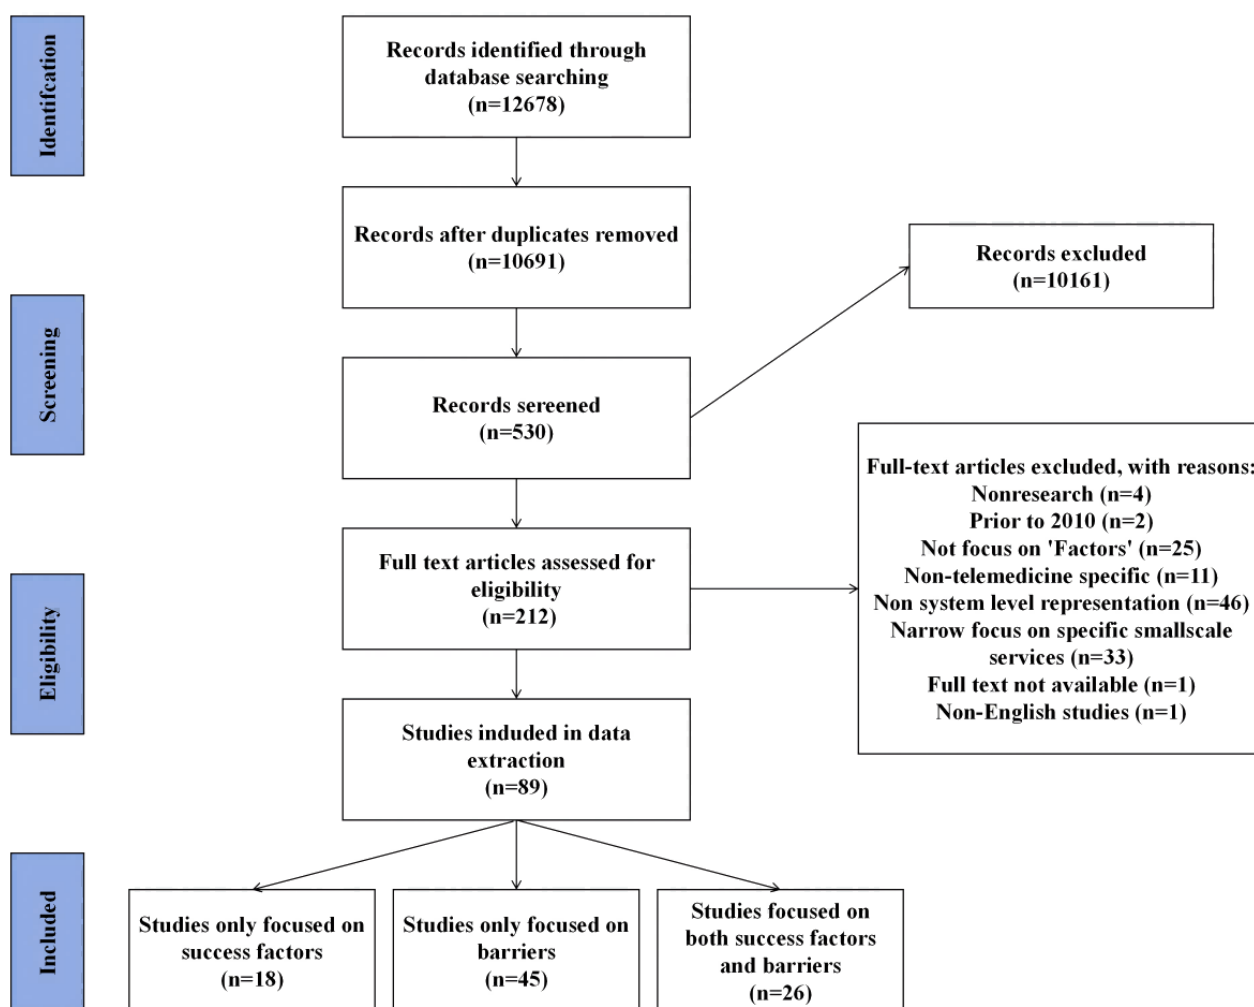 Identifcation
Records identified through
database searching
(n=12678)
Records after duplicates removed
(n=10691)
Records excluded
(n=10161)
Screening
Records sereened
(n=530)
Full-text articles excluded, with reasons:
Nonresearch (n=4)
Prior to 2010 (n=2)
Not focus on 'Factors' (n=25)
Non-telemedicine specific (n=11)
Non system level representation (n=46)
Narrow focus on specific smallscale
services (n=33)
Full text not available (n=1)
Non-English studies (n=1)
Eligibility
Full text articles assessed for
eligibility
(n=212)
Studies induded in data
extraction
(n=89)
Included
Studies only focused on
success factors
(n=18)
Studies only focused on
barriers
(n=45)
Studies focused on
both success factors
and barriers
(n=26)